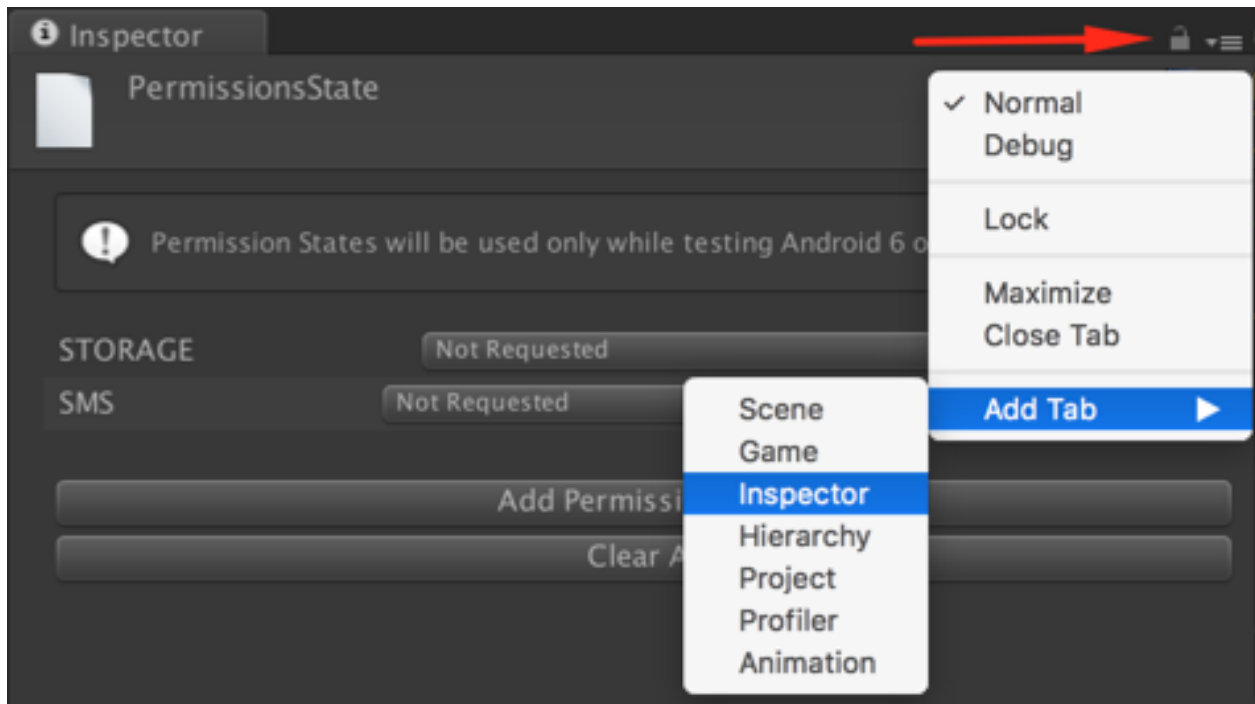 Inspector
PermissionsState
Normal
Debug
Lock
Maximize
Close Tab
Add Tab
Permission States will be used only while testing Android 6 o
STORAGE
Not Requested
SMS
Not Requested
Scene
Game
Inspector
Hierarchy
Project
Profiler
Animation
Add Permissi
Clear A